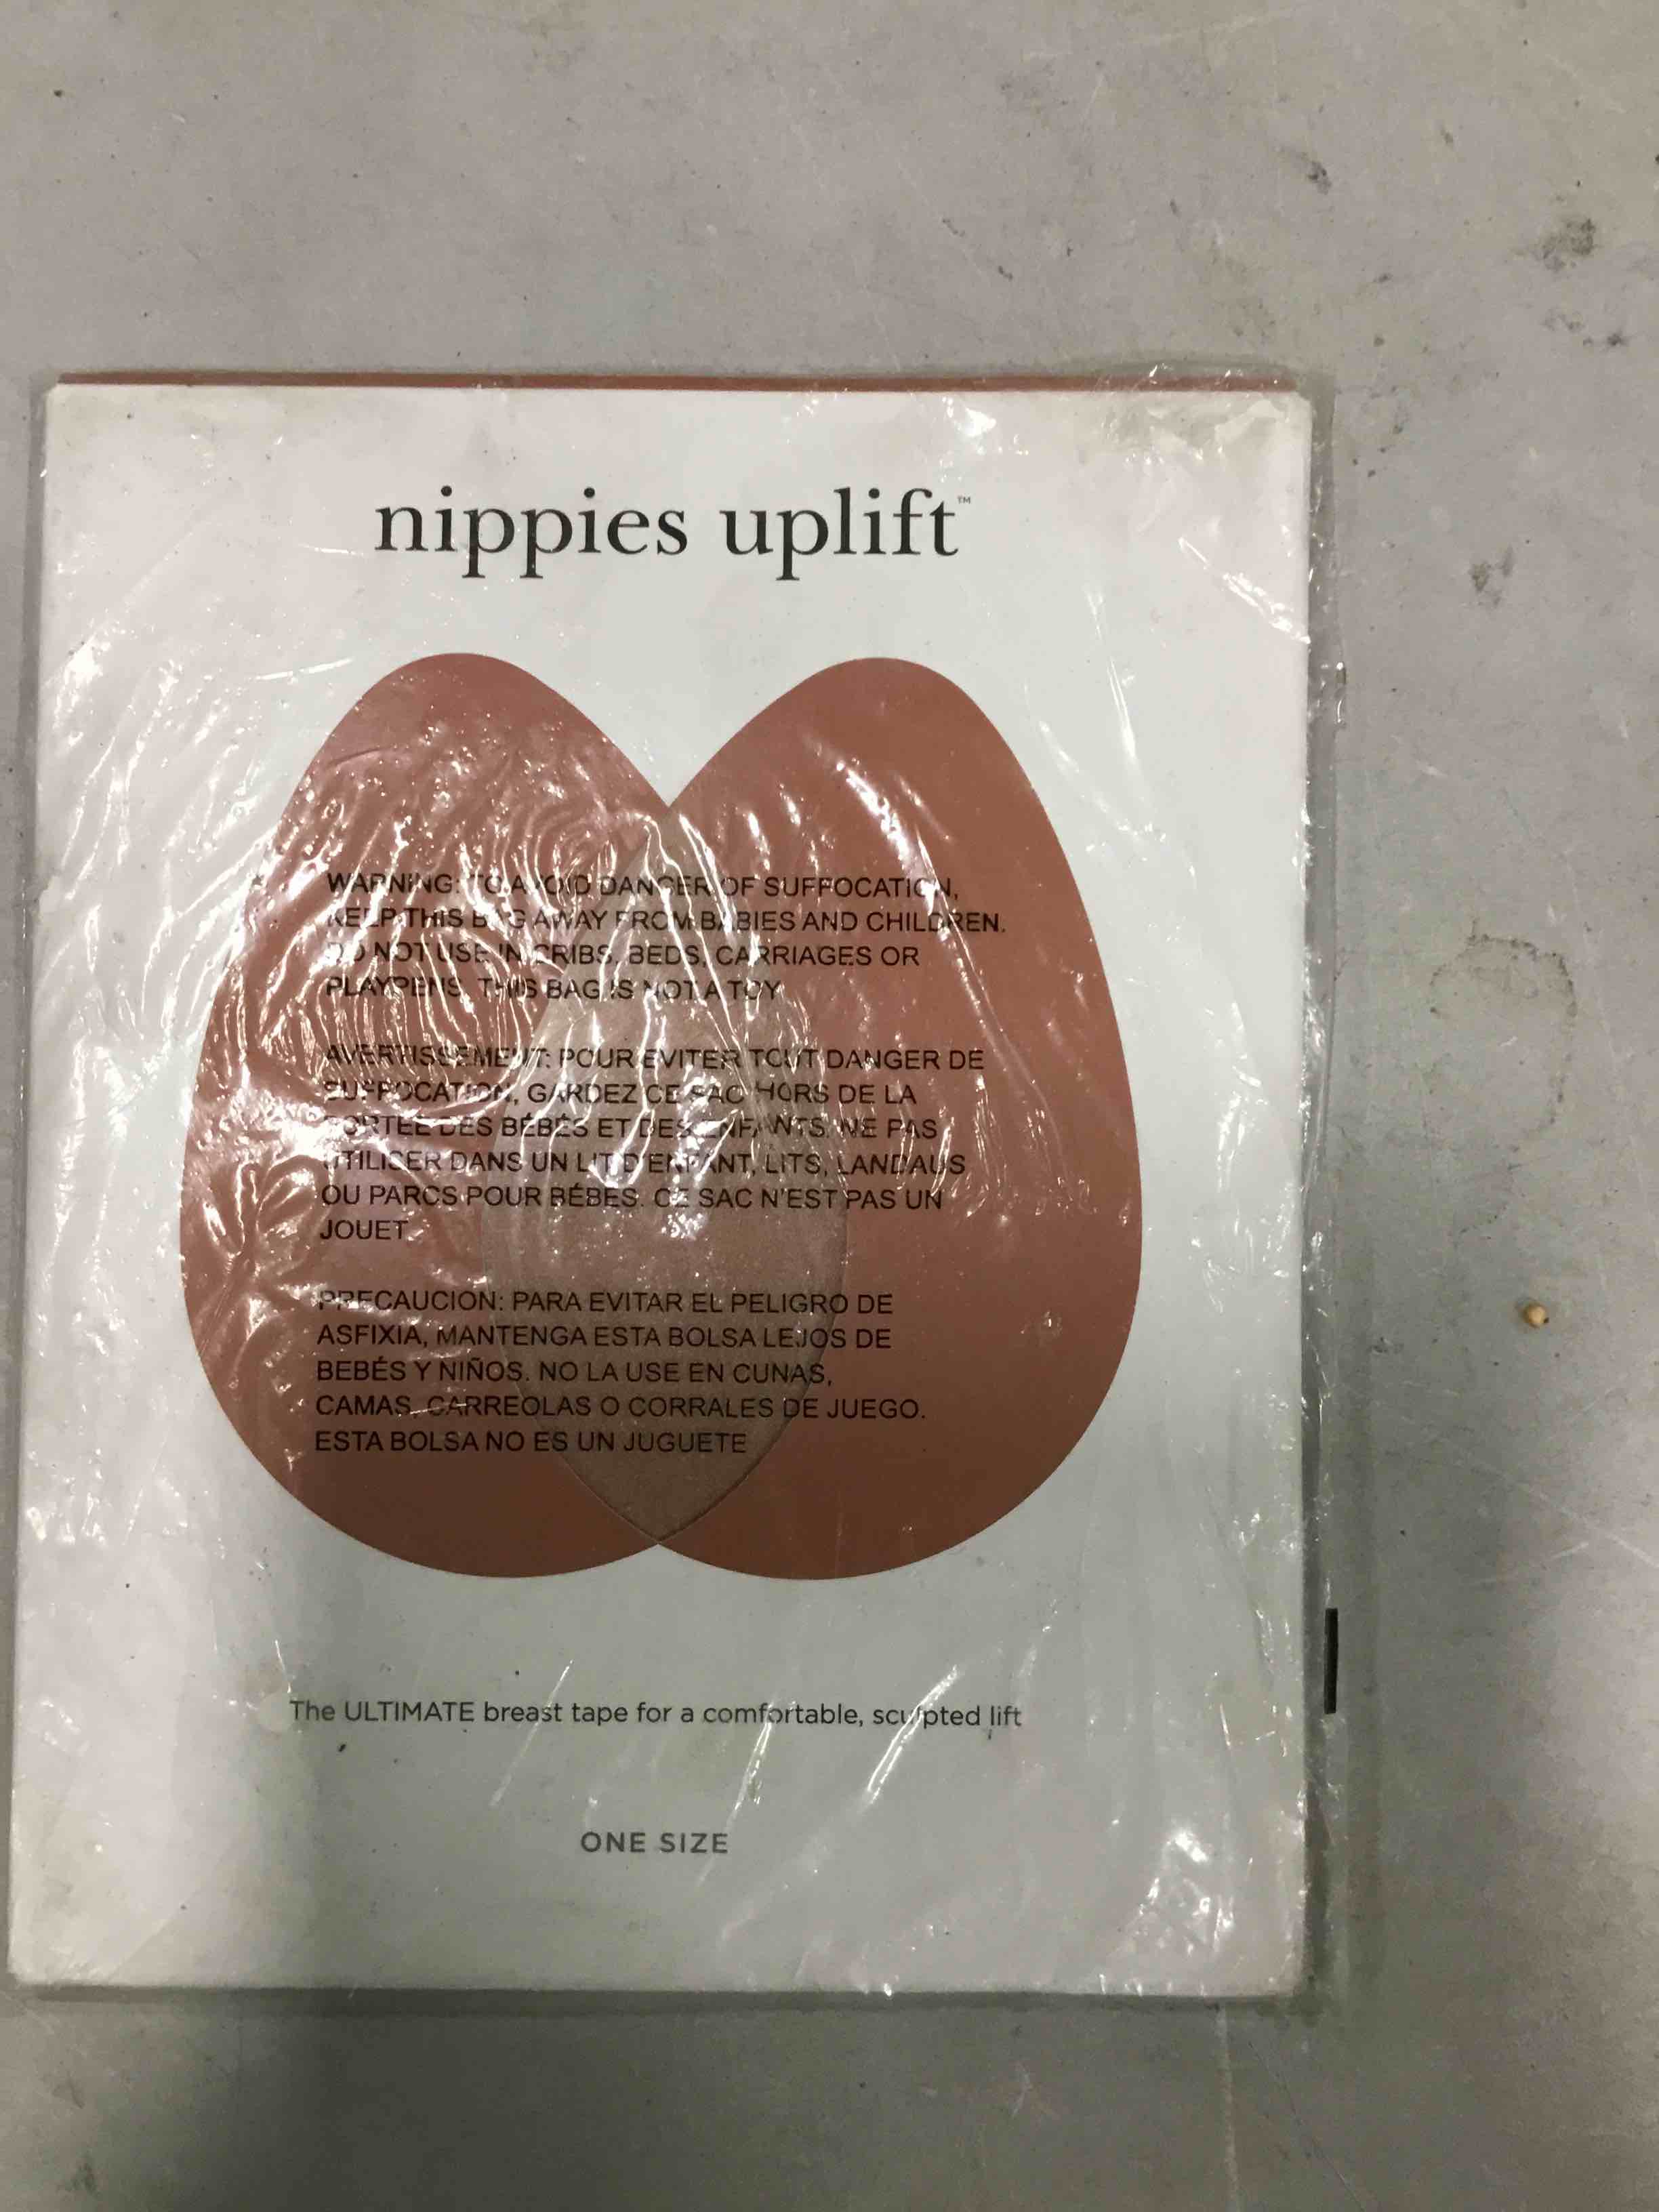 nippies uplift™
WARNING: TO AVOID DANGER OF SUFFOCATION,
KEEP THIS BAG AWAY FROM BABIES AND CHILDREN.
DO NOT USE IN CRIBS, BEDS, CARRIAGES OR
PLAYPENS. THIS BAG IS NOT A TOY
AVERTISSEMENT: POUR EVITER TOUT DANGER DE
SUFFOCATION, GARDEZ CE SAC HORS DE LA
PORTEE DES BÉBÉS ET DES ENFANTS. NE PAS
UTILISER DANS UN LIT D'ENFANT, LITS, LANDAUS
OU PARCS POUR BÉBES. CE SAC N'EST PAS UN
JOUET
PRECAUCION: PARA EVITAR EL PELIGRO DE
ASFIXIA, MANTENGA ESTA BOLSA LEJOS DE
BEBÉS Y NIÑOS. NO LA USE EN CUNAS,
CAMAS, CARREOLAS O CORRALES DE JUEGO.
ESTA BOLSA NO ES UN JUGUETE
The ULTIMATE breast tape for a comfortable, sculpted lift
ONE SIZE